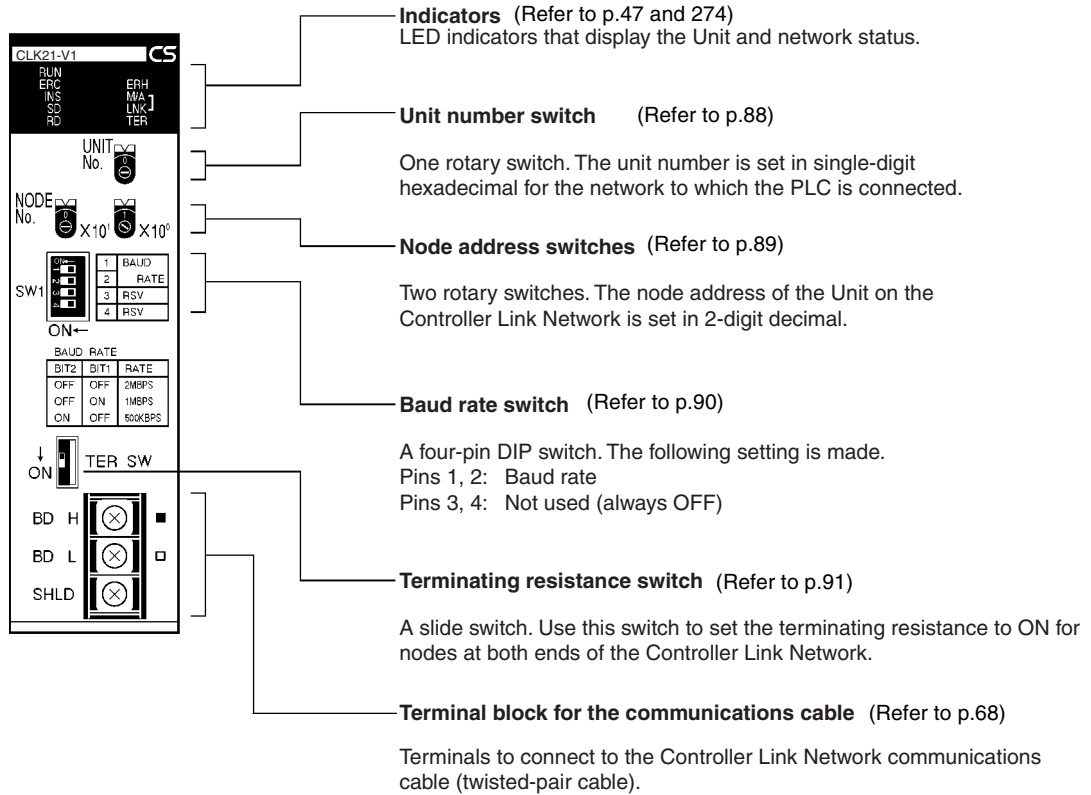 CLK21-V1 CS
RUN
ERC ERH
INS M/A
SD LNK
RD TER
UNIT
No.
0
NODE
No.
0 X10¹ 1 X10⁰
SW1
ON←
1 2 3 4
1 BAUD
2 RATE
3 RSV
4 RSV
ON←
BAUD RATE
BIT2 BIT1 RATE
OFF OFF 2MBPS
OFF ON 1MBPS
ON OFF 500KBPS
↓
ON TER SW
BD H
BD L
SHLD
Indicators (Refer to p.47 and 274)
LED indicators that display the Unit and network status.
Unit number switch (Refer to p.88)
One rotary switch. The unit number is set in single-digit
hexadecimal for the network to which the PLC is connected.
Node address switches (Refer to p.89)
Two rotary switches. The node address of the Unit on the
Controller Link Network is set in 2-digit decimal.
Baud rate switch (Refer to p.90)
A four-pin DIP switch. The following setting is made.
Pins 1, 2: Baud rate
Pins 3, 4: Not used (always OFF)
Terminating resistance switch (Refer to p.91)
A slide switch. Use this switch to set the terminating resistance to ON for
nodes at both ends of the Controller Link Network.
Terminal block for the communications cable (Refer to p.68)
Terminals to connect to the Controller Link Network communications
cable (twisted-pair cable).